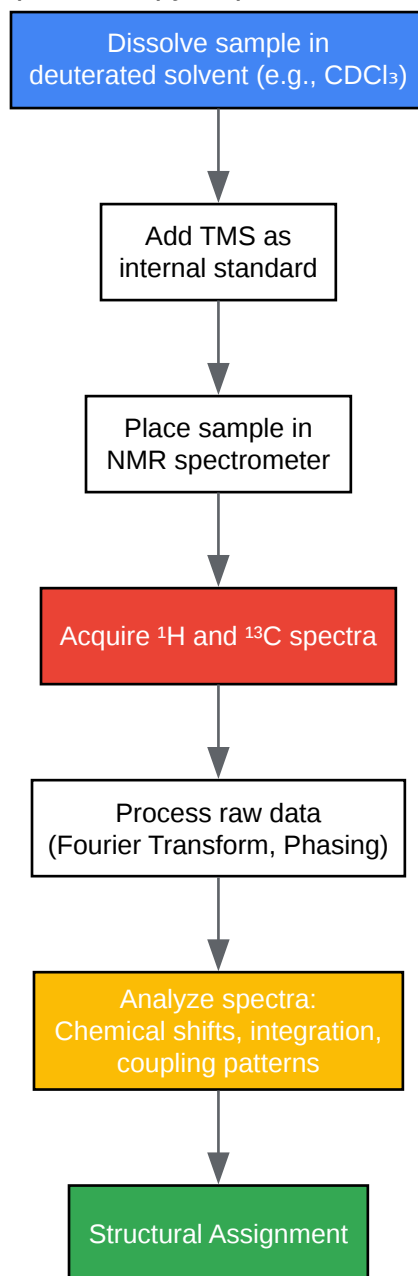 Dissolve sample in
deuterated solvent (e.g., CDCl₃)
Add TMS as
internal standard
Place sample in
NMR spectrometer
Acquire ¹H and ¹³C spectra
Process raw data
(Fourier Transform, Phasing)
Analyze spectra:
Chemical shifts, integration,
coupling patterns
Structural Assignment